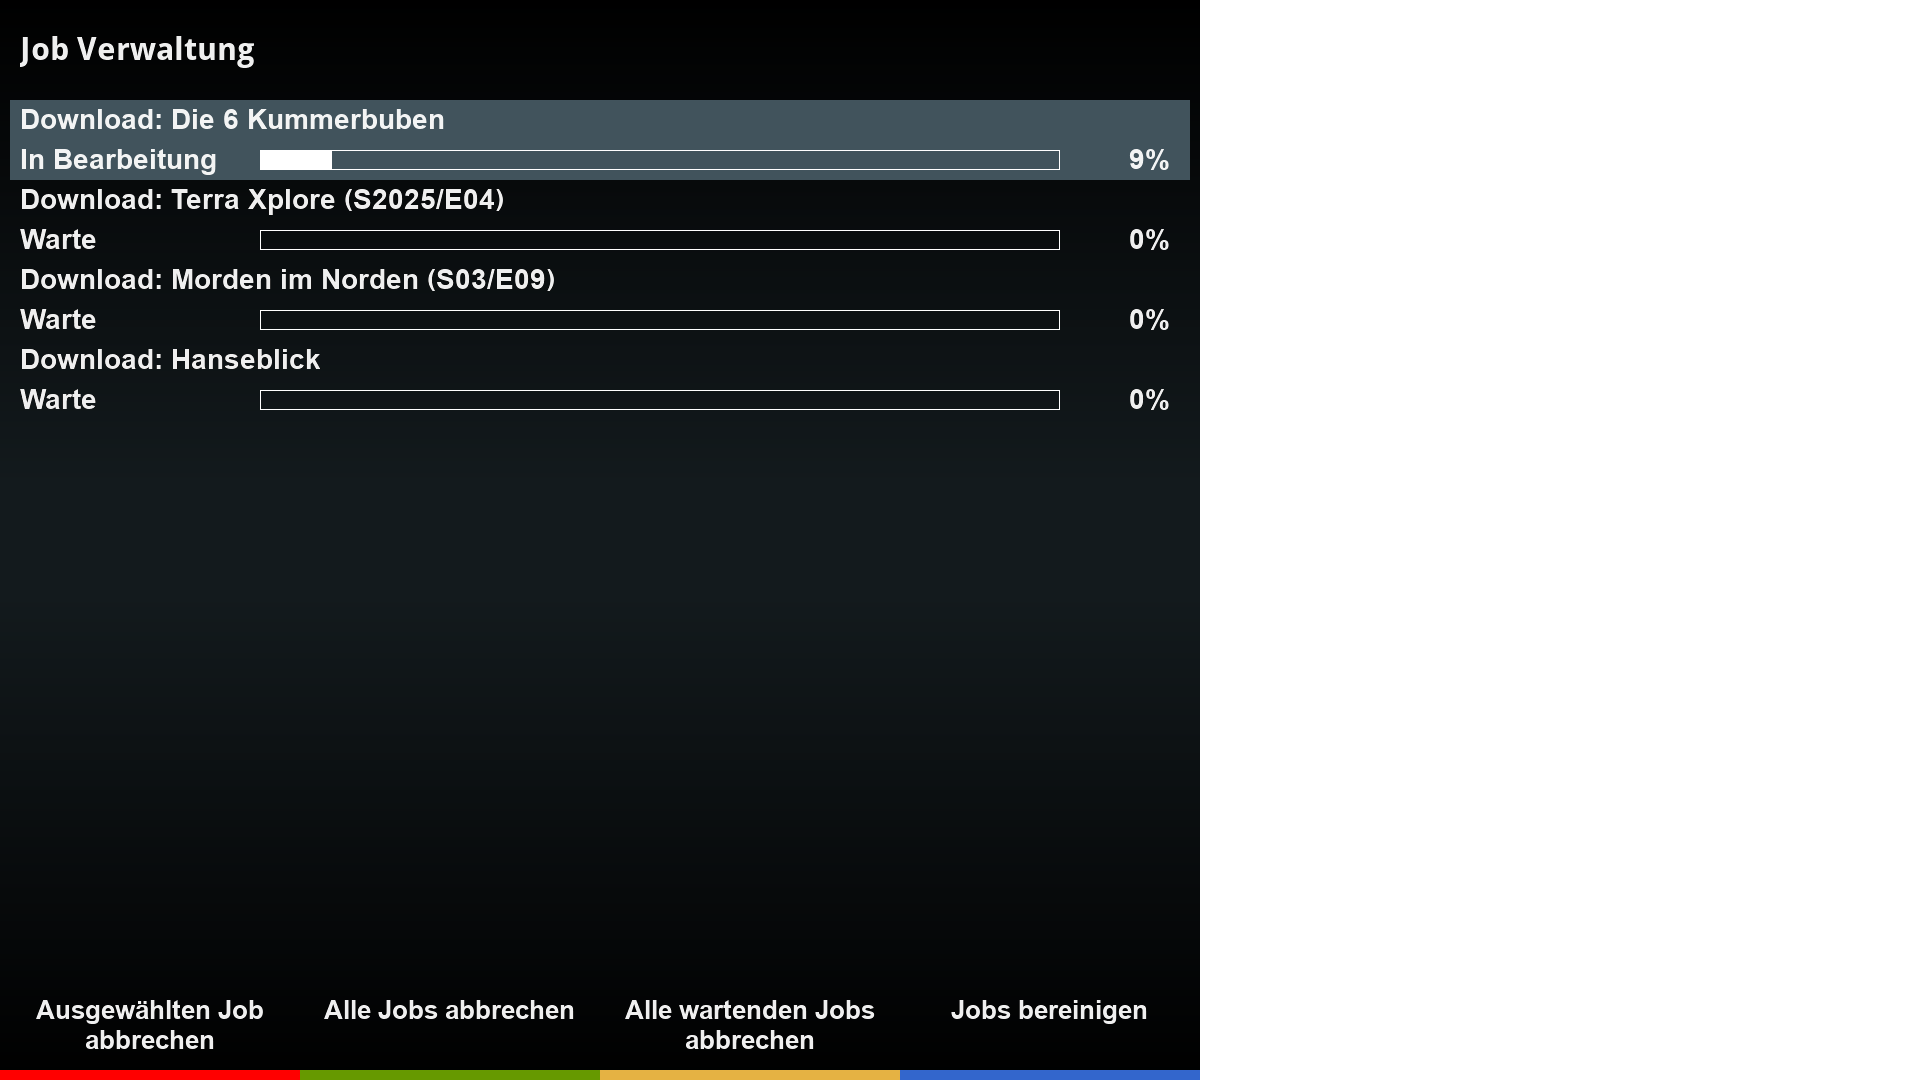 Job Verwaltung
Download: Die 6 Kummerbuben
In Bearbeitung 9%
Download: Terra Xplore (S2025/E04)
Warte 0%
Download: Morden im Norden (S03/E09)
Warte 0%
Download: Hanseblick
Warte 0%
Ausgewählten Job
abbrechen
Alle Jobs abbrechen
Alle wartenden Jobs
abbrechen
Jobs bereinigen